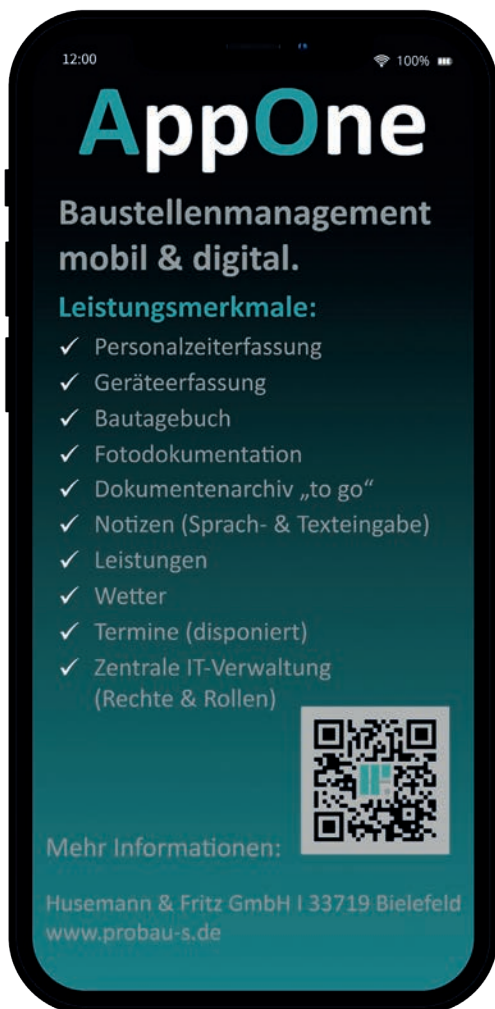 12:00 100%
AppOne
Baustellenmanagement
mobil & digital.
Leistungsmerkmale:
✓ Personalzeiterfassung
✓ Geräteerfassung
✓ Bautagebuch
✓ Fotodokumentation
✓ Dokumentenarchiv „to go“
✓ Notizen (Sprach- & Texteingabe)
✓ Leistungen
✓ Wetter
✓ Termine (disponiert)
✓ Zentrale IT-Verwaltung
(Rechte & Rollen)
Mehr Informationen:
Husemann & Fritz GmbH I 33719 Bielefeld
www.probau-s.de